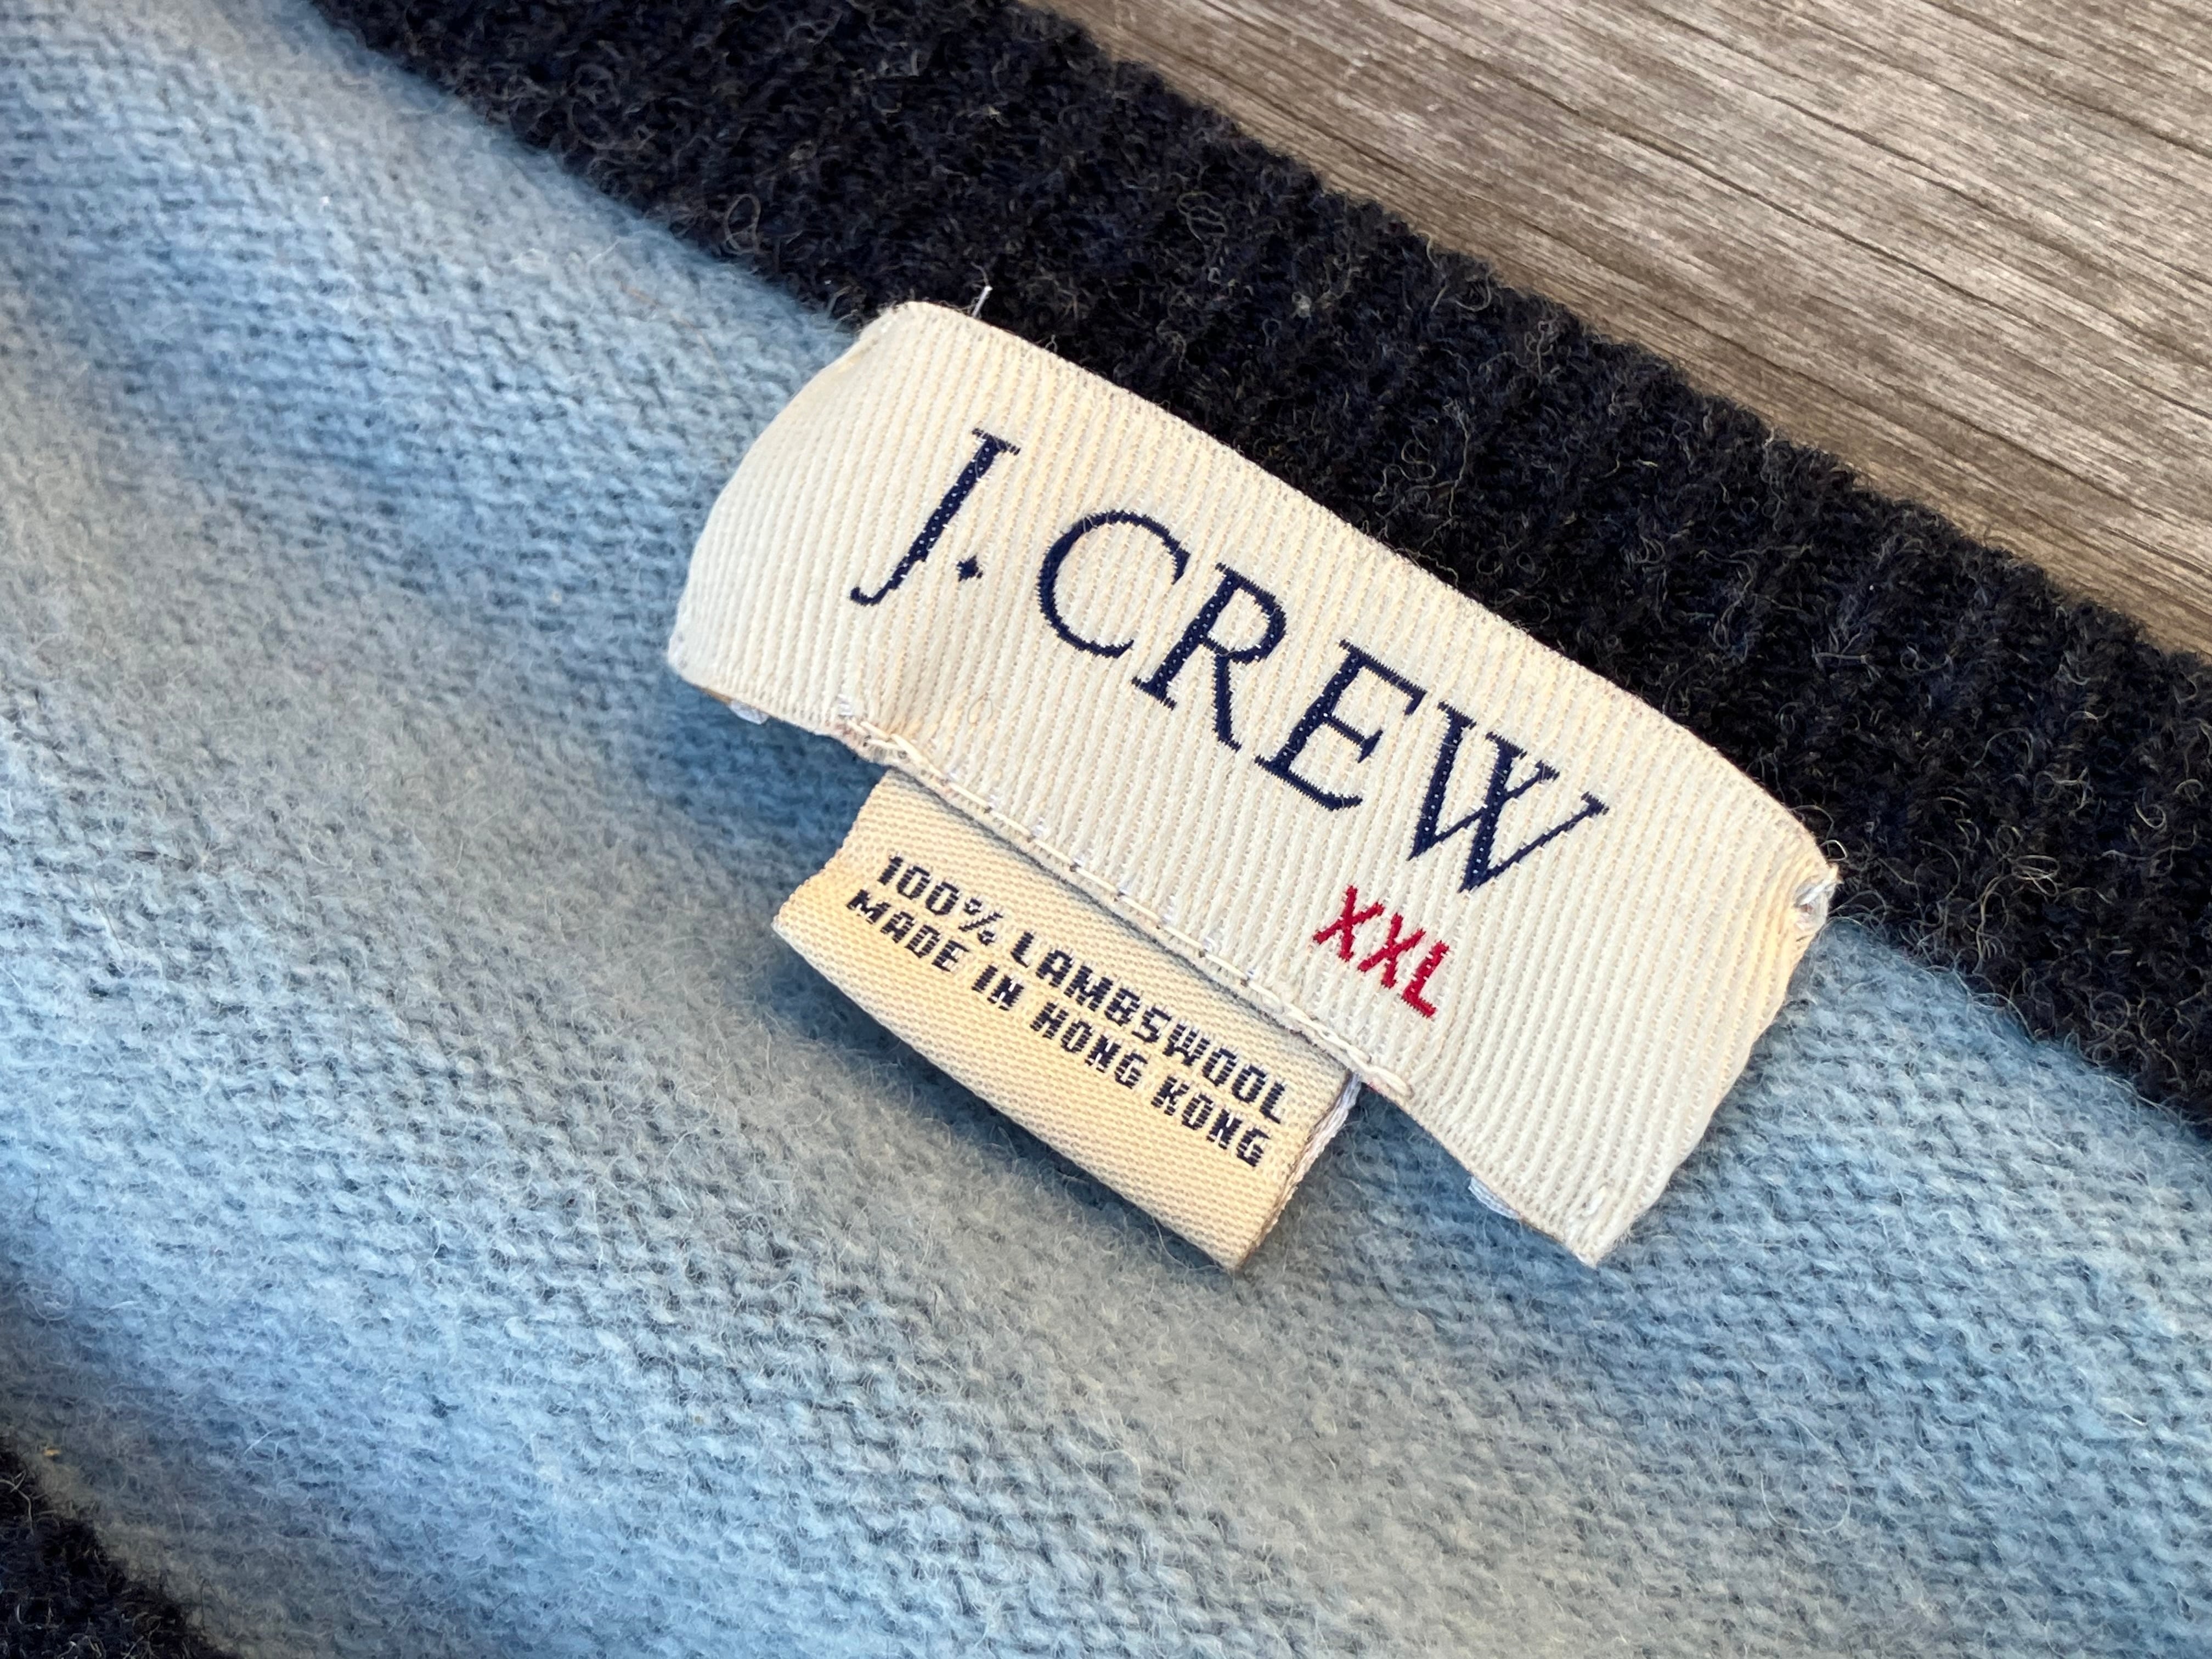 J. CREW
XXL
100% LAMBSWOOL
MADE IN HONG KONG